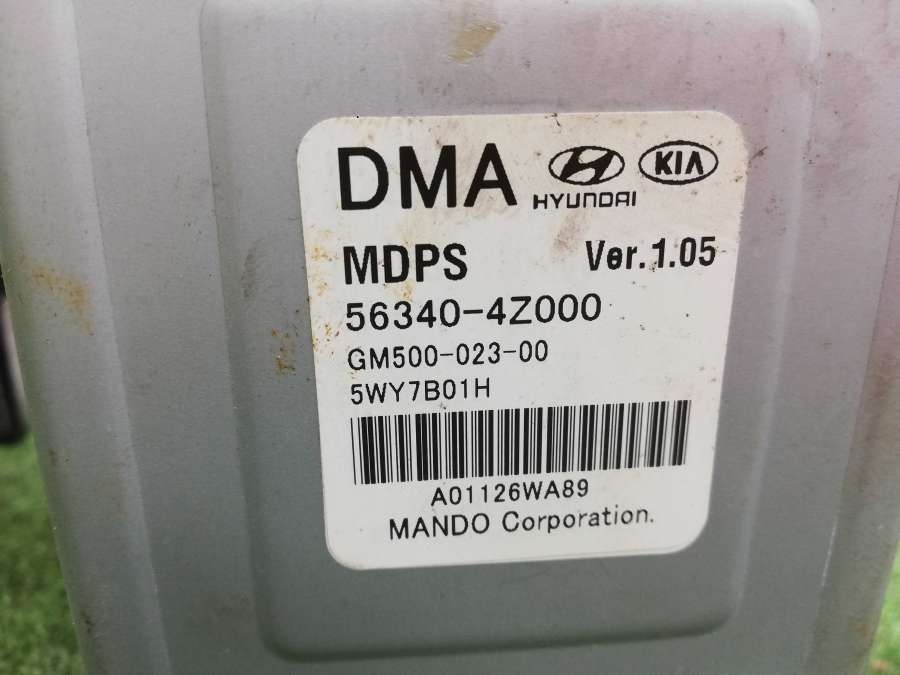 DMA HYUNDAI KIA
MDPS Ver.1.05
56340-4Z000
GM500-023-00
5WY7B01H
A01126WA89
MANDO Corporation.